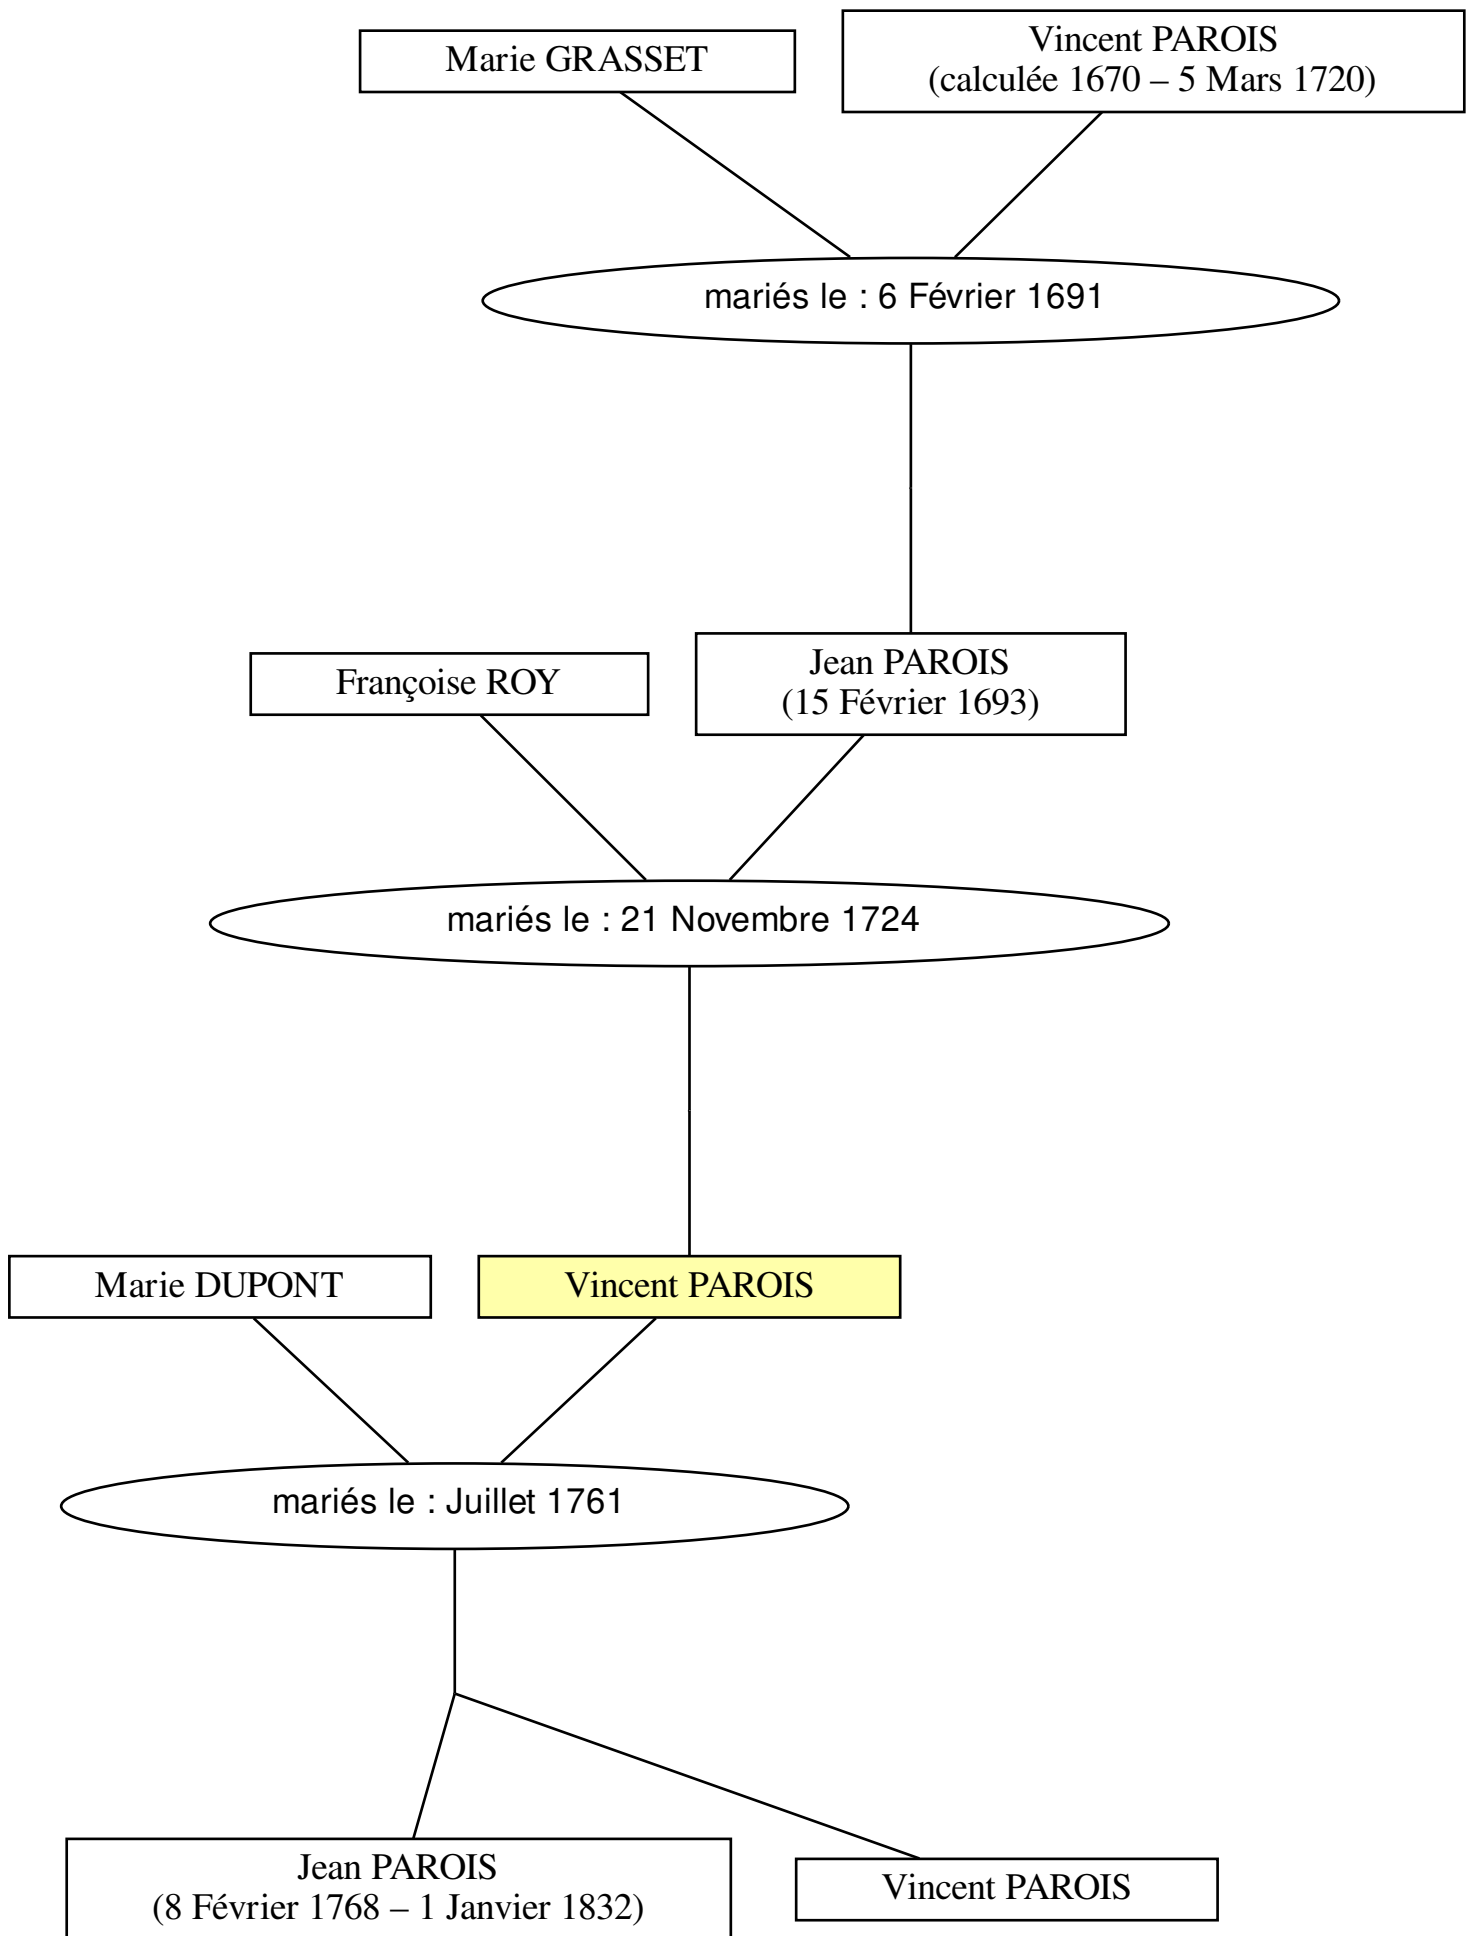 Marie GRASSET
Vincent PAROIS
(calculée 1670 – 5 Mars 1720)
mariés le : 6 Février 1691
Françoise ROY
Jean PAROIS
(15 Février 1693)
mariés le : 21 Novembre 1724
Marie DUPONT
Vincent PAROIS
mariés le : Juillet 1761
Jean PAROIS
(8 Février 1768 – 1 Janvier 1832)
Vincent PAROIS